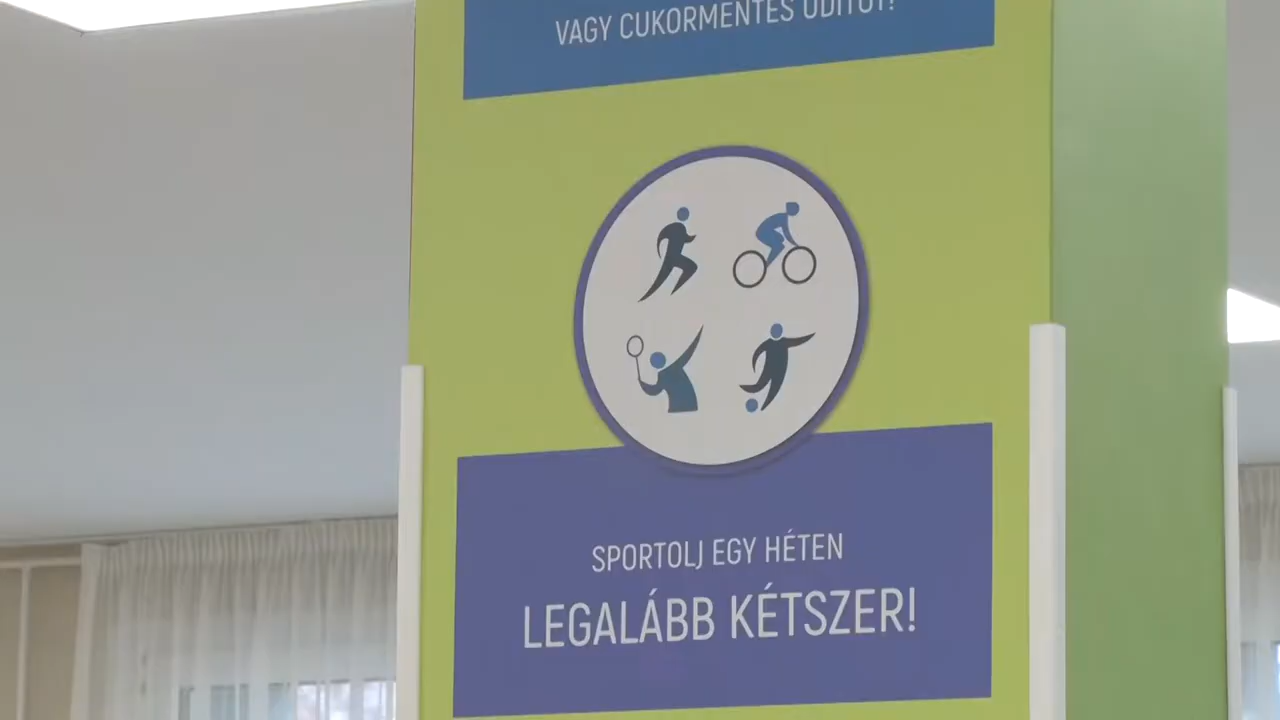 VAGY CUKORMENTES ÜDÍTŐT!
SPORTOLJ EGY HÉTEN
LEGALÁBB KÉTSZER!